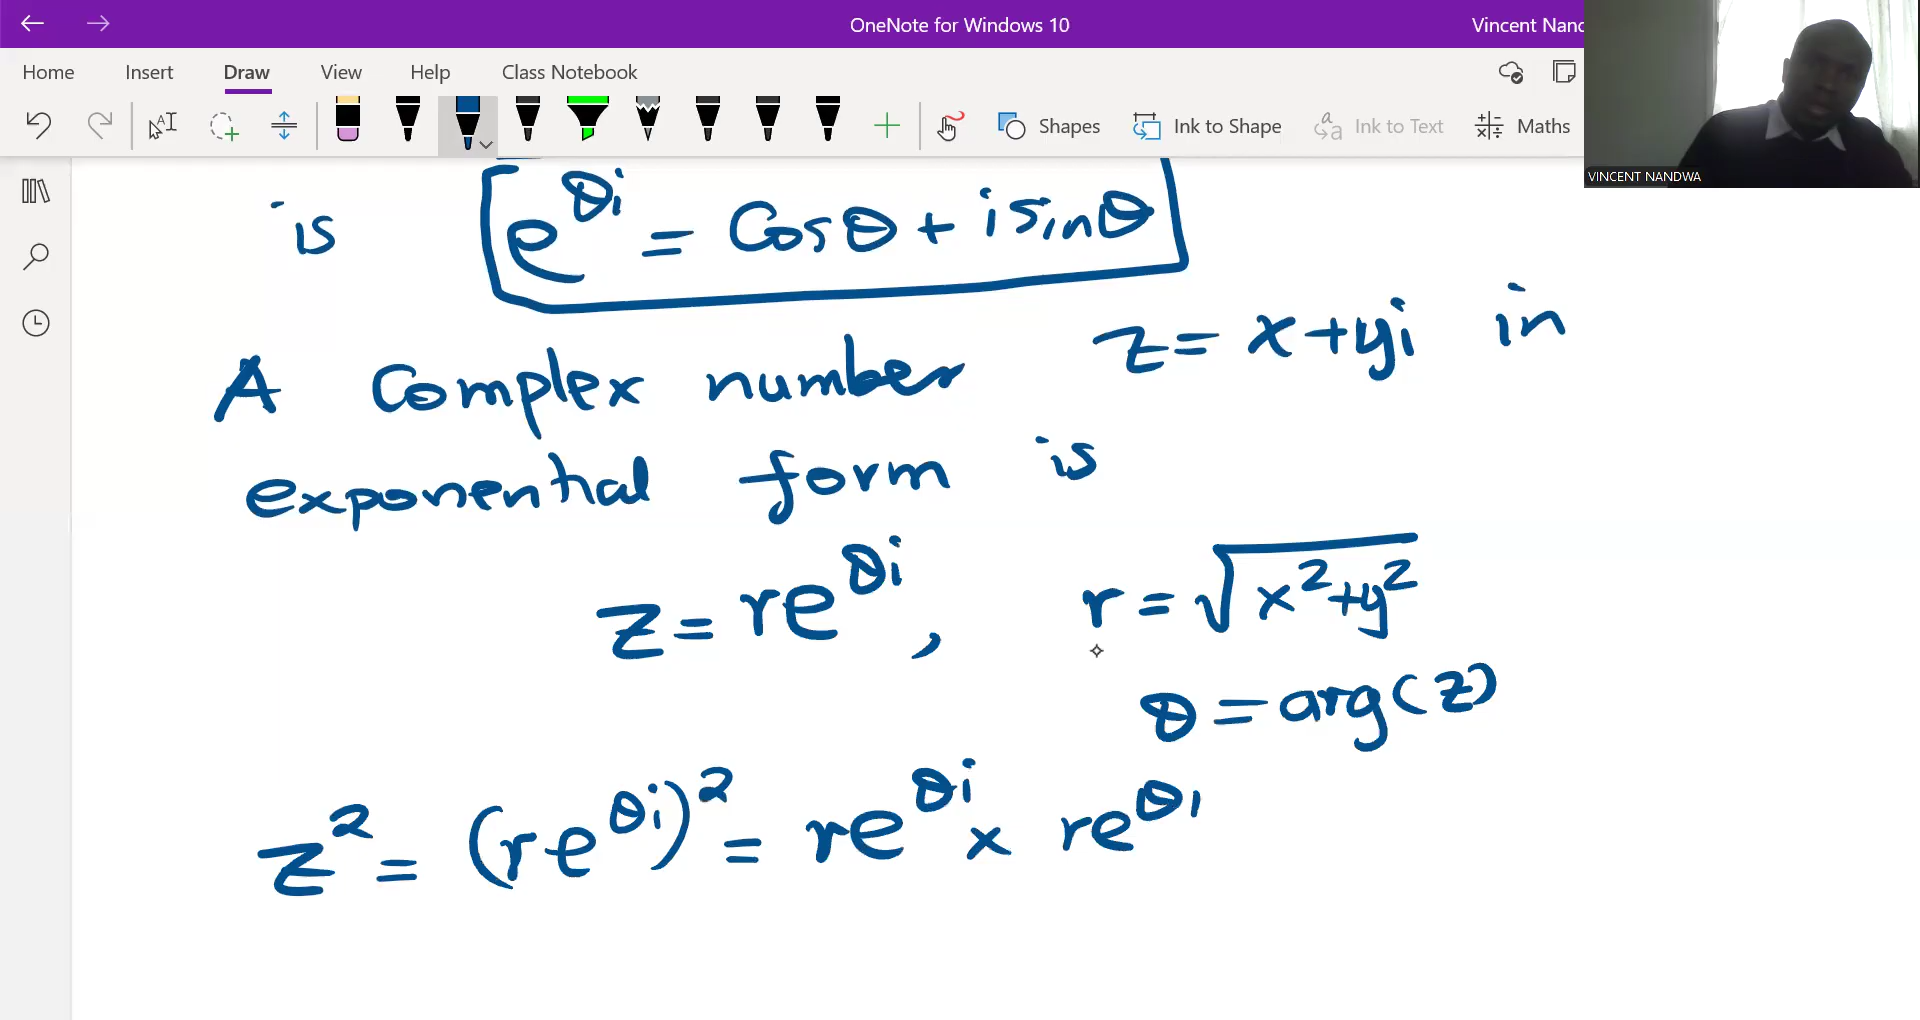 OneNote for Windows 10
Vincent Nand
Home Insert Draw View Help Class Notebook
Shapes Ink to Shape Ink to Text Maths
VINCENT NANDWA
is e^{θi} = Cosθ + i sinθ
A complex number z = x+yi in
exponential form is
z = re^{θi}, r = √(x²+y²)
θ = arg(z)
z² = (re^{θi})² = re^{θi} × re^{θi}